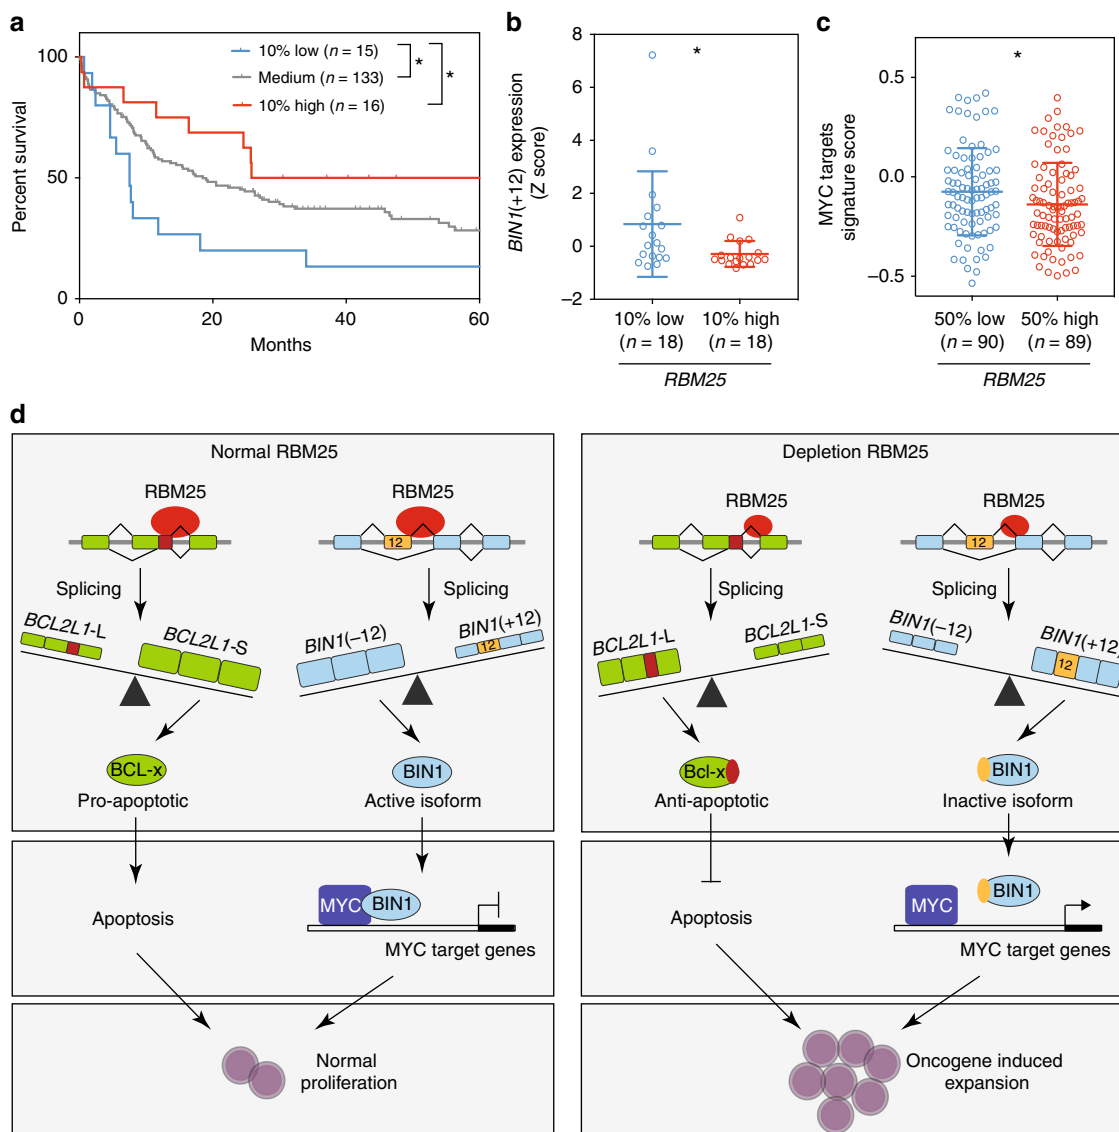 a
100
50
0
Percent survival
0
20
40
60
Months
10% low (n = 15)
Medium (n = 133)
10% high (n = 16)
*
*
b
8
6
4
2
0
−2
BIN1(+12) expression
(Z score)
*
10% low
(n = 18)
10% high
(n = 18)
RBM25
c
0.5
0.0
−0.5
MYC targets
signature score
*
50% low
(n = 90)
50% high
(n = 89)
RBM25
d
Normal RBM25
RBM25
RBM25
12
Splicing
Splicing
BCL2L1-L
BCL2L1-S
BIN1(−12)
BIN1(+12)
12
BCL-x
BIN1
Pro-apoptotic
Active isoform
Apoptosis
MYC
BIN1
MYC target genes
Normal
proliferation
Depletion RBM25
RBM25
RBM25
12
Splicing
Splicing
BCL2L1-L
BCL2L1-S
BIN1(−12)
BIN1(+12)
12
Bcl-x
BIN1
Anti-apoptotic
Inactive isoform
Apoptosis
MYC
BIN1
MYC target genes
Oncogene induced
expansion